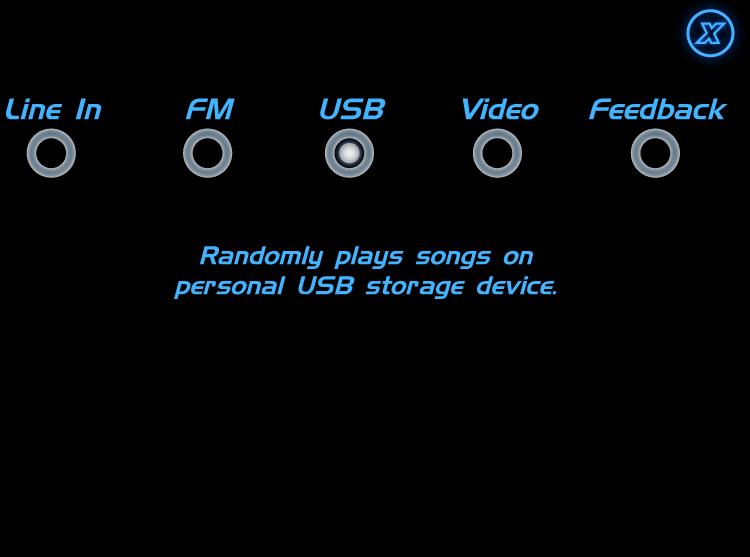 X
Line In
FM
USB
Video
Feedback
Randomly plays songs on
personal USB storage device.